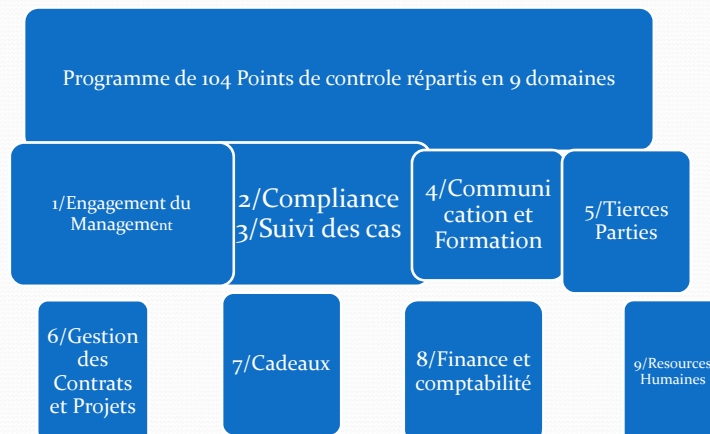 Programme de 104 Points de controle répartis en 9 domaines
1/Engagement du
Management
2/Compliance
3/Suivi des cas
4/Communi
cation et
Formation
5/Tierces
Parties
6/Gestion
des
Contrats
et Projets
7/Cadeaux
8/Finance et
comptabilité
9/Resources
Humaines